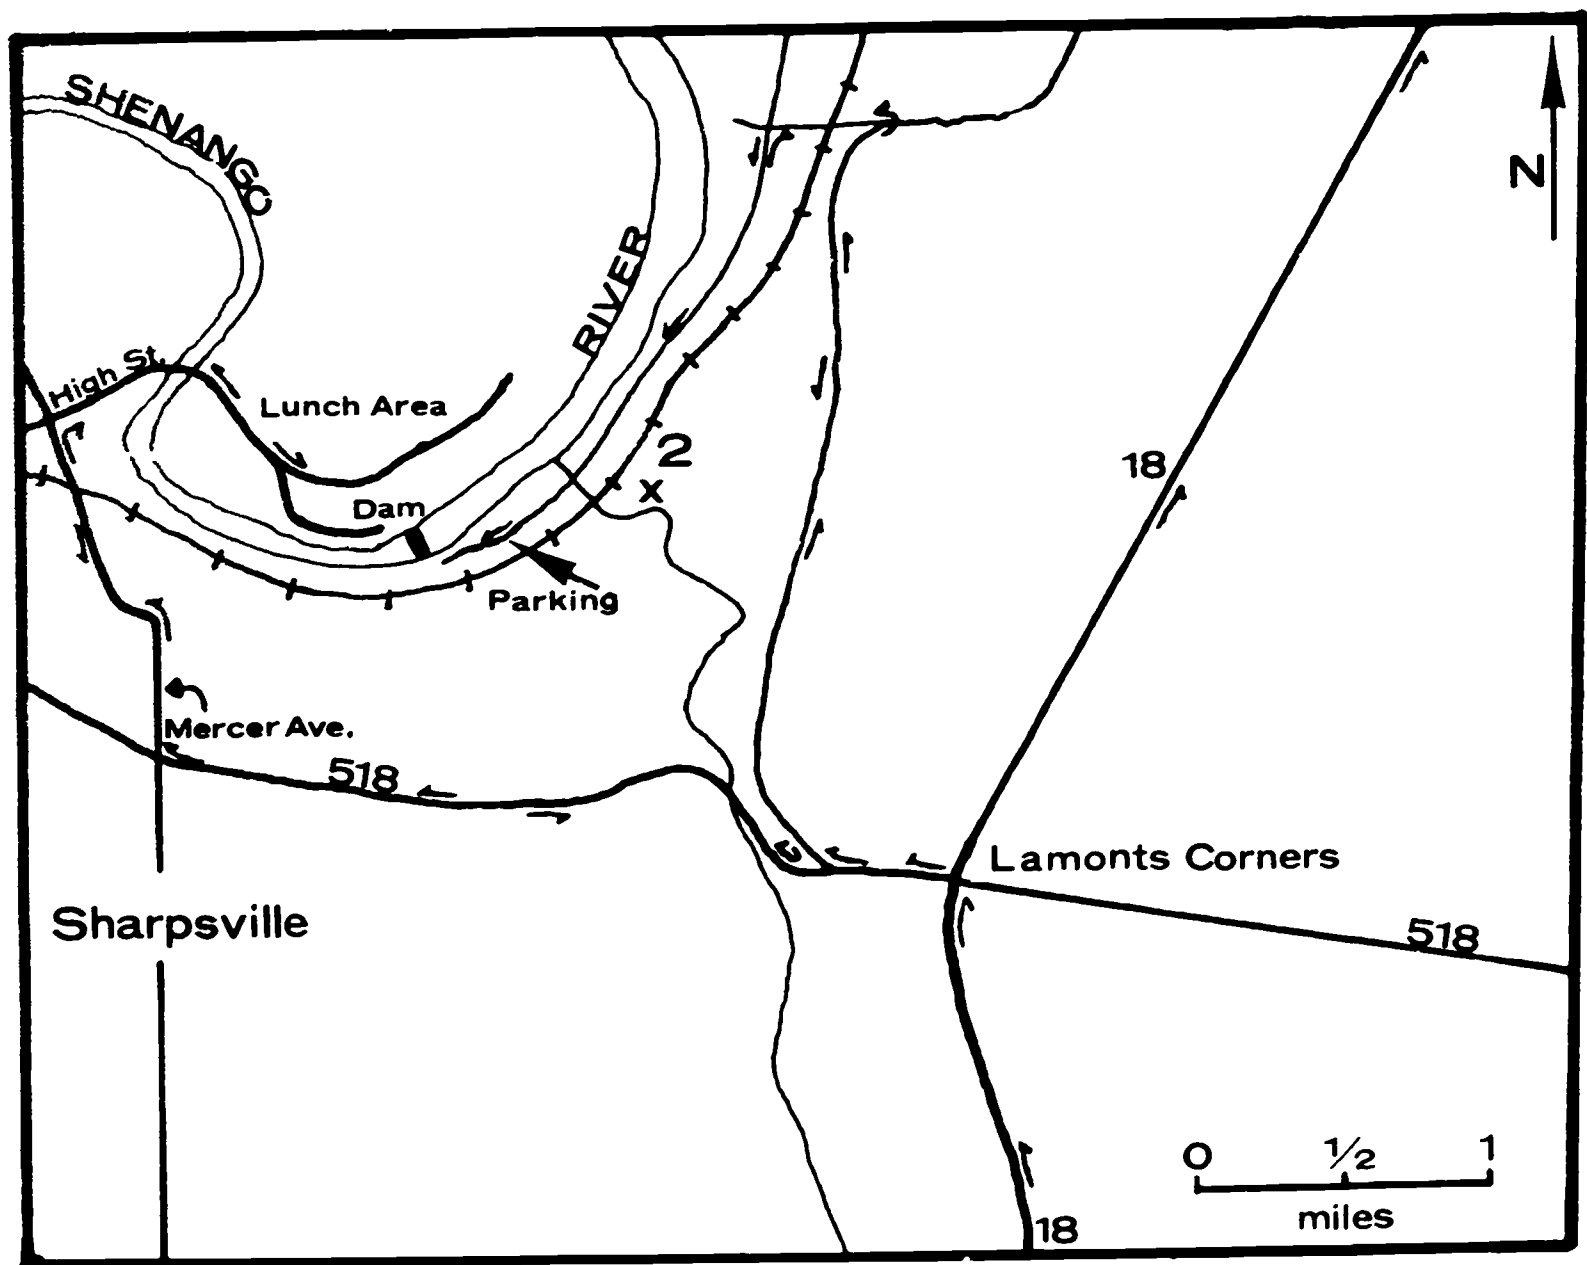 SHENANGO
RIVER
N
High St.
Lunch Area
2
x
18
Dam
Parking
Mercer Ave.
518
Lamonts Corners
Sharpsville
518
0 1/2 1
miles
18